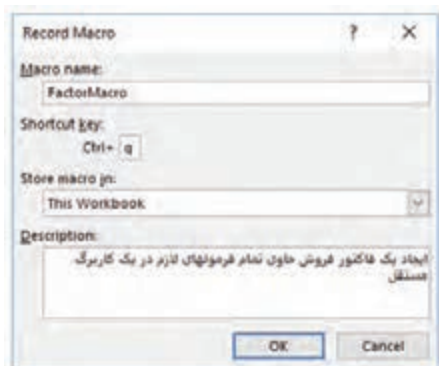 Record Macro ? ×
Macro name:
FactorMacro
Shortcut key:
Ctrl+ q
Store macro in:
This Workbook
Description:
ایجاد یک فاکتور فروش حاوی تمام فرمولهای لازم در یک کاربرگ
مستقل
OK Cancel